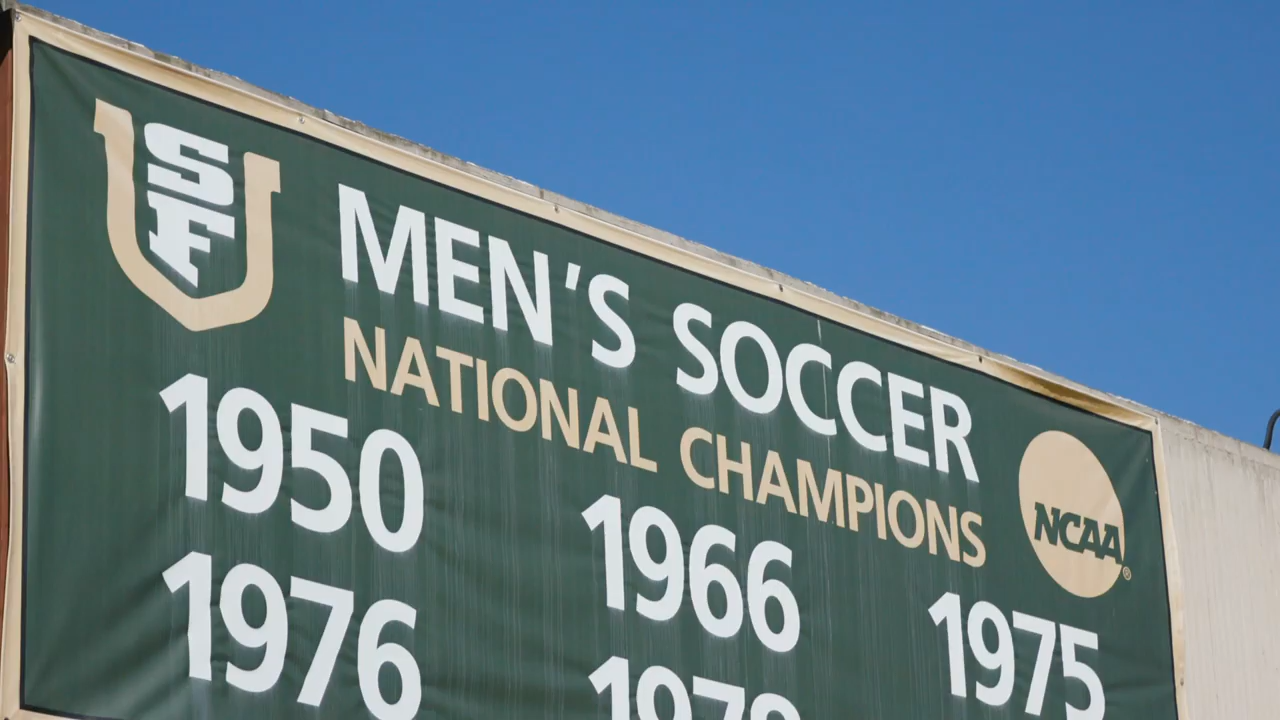 USF
MEN'S SOCCER
NATIONAL CHAMPIONS
NCAA®
1950 1966 1975
1976